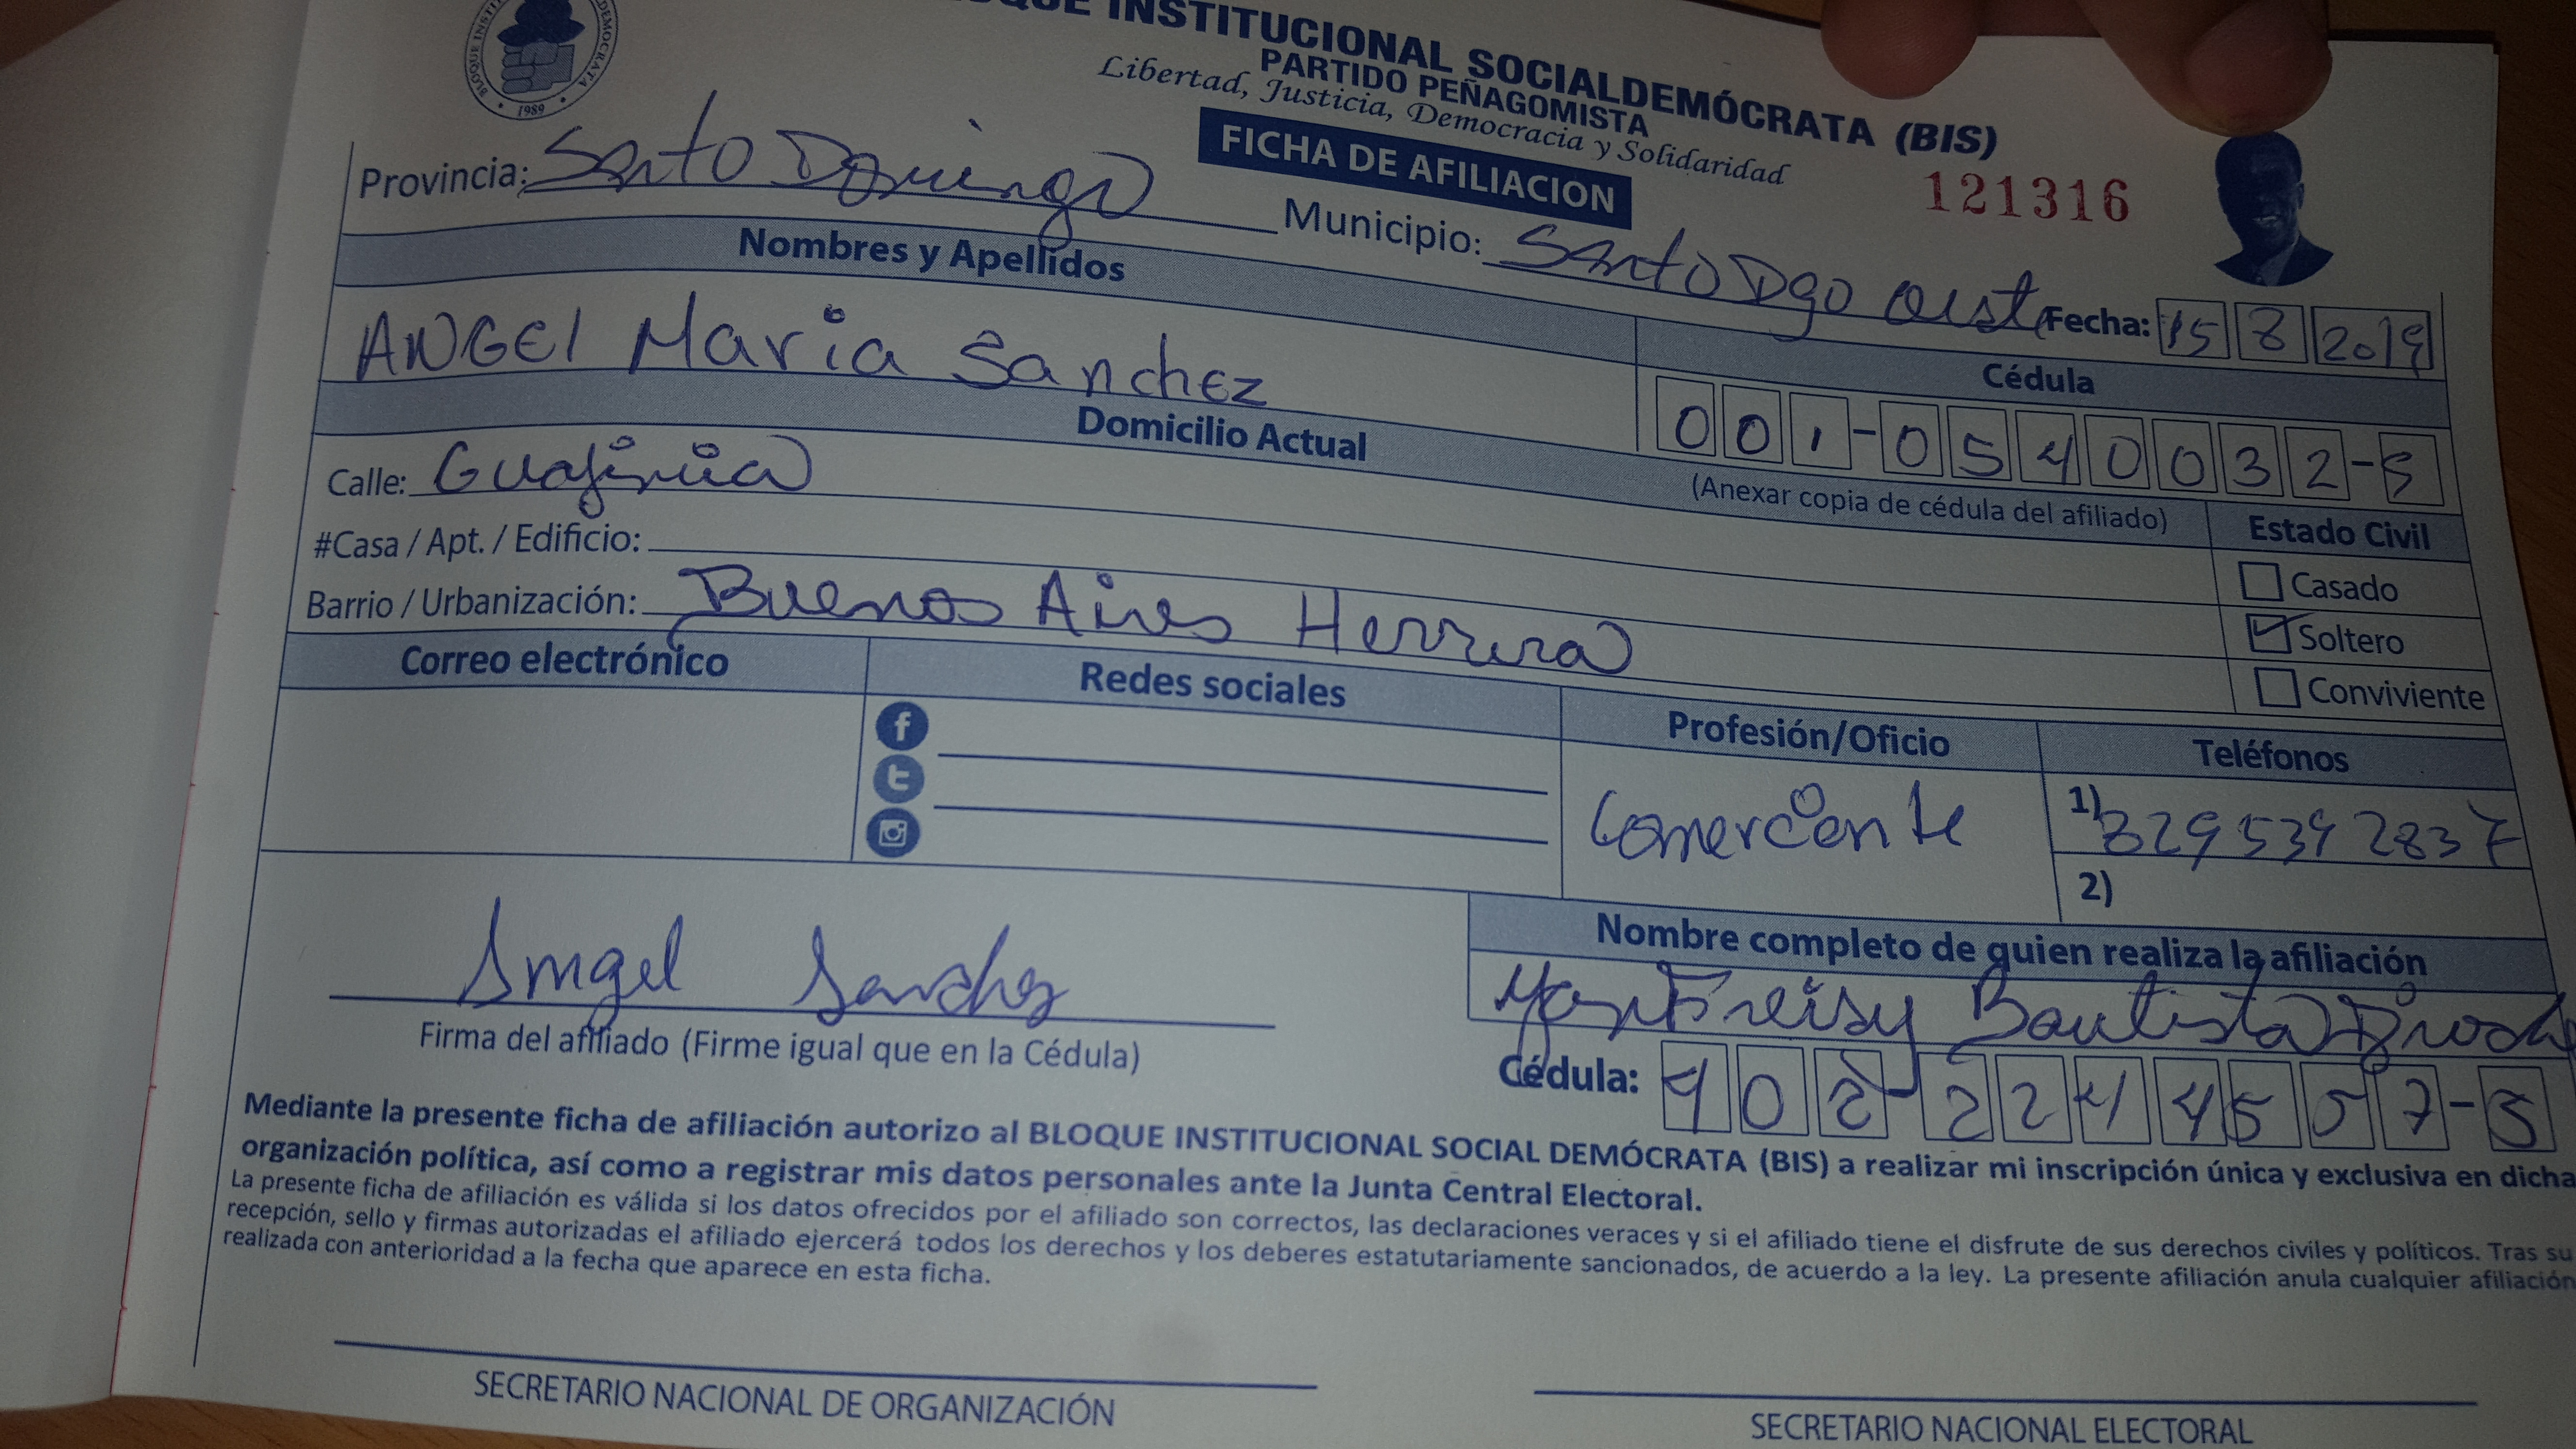 INSTITUCIONAL SOCIALDEMÓCRATA (BIS)
PARTIDO PEÑAGOMISTA
Libertad, Justicia, Democracia y Solidaridad
FICHA DE AFILIACION
121316
1989
Provincia: Santo Domingo Municipio: Santo Dgo Oeste Fecha: 15 8 2019
Nombres y Apellidos Cédula
ANGEl Maria Sanchez 001-0540032-5
(Anexar copia de cédula del afiliado)
Domicilio Actual Estado Civil
Calle:
#Casa / Apt. / Edificio: Casado
Barrio / Urbanización: Buenos Aires Herrera Soltero
Conviviente
Correo electrónico Redes sociales Profesión/Oficio Teléfonos
Comerciente 1) 829 539 2837
2)
Angel Sanchez
Firma del afiliado (Firme igual que en la Cédula)
Nombre completo de quien realiza la afiliación
Bautista
Cédula: 402-2244507-5
Mediante la presente ficha de afiliación autorizo al BLOQUE INSTITUCIONAL SOCIAL DEMÓCRATA (BIS) a realizar mi inscripción única y exclusiva en dicha
organización política, así como a registrar mis datos personales ante la Junta Central Electoral.
La presente ficha de afiliación es válida si los datos ofrecidos por el afiliado son correctos, las declaraciones veraces y si el afiliado tiene el disfrute de sus derechos civiles y políticos. Tras su
recepción, sello y firmas autorizadas el afiliado ejercerá todos los derechos y los deberes estatutariamente sancionados, de acuerdo a la ley. La presente afiliación anula cualquier afiliación
realizada con anterioridad a la fecha que aparece en esta ficha.
SECRETARIO NACIONAL DE ORGANIZACIÓN
SECRETARIO NACIONAL ELECTORAL